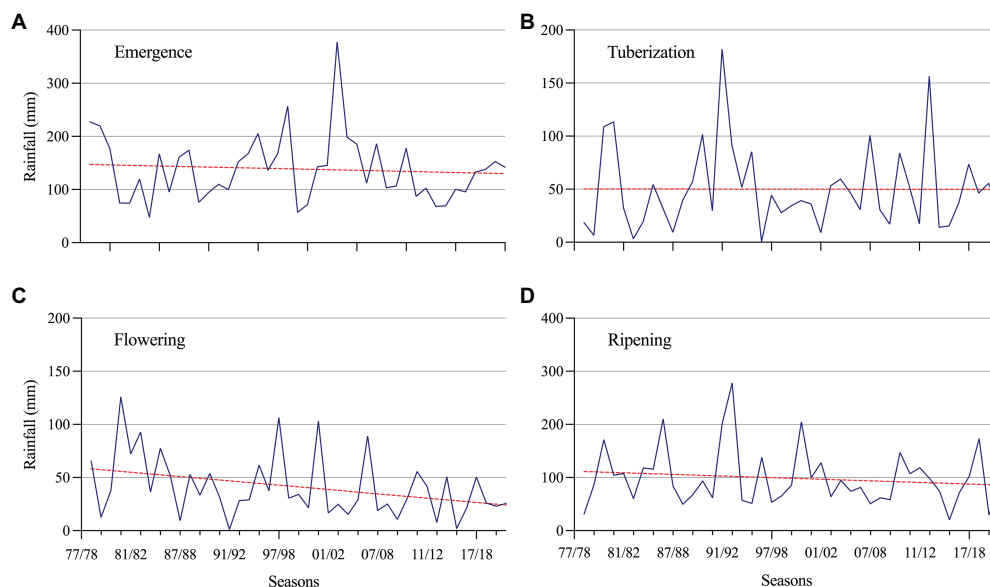 A
Emergence
Rainfall (mm)
400
300
200
100
0
B
Tuberization
200
150
100
50
0
C
Flowering
Rainfall (mm)
200
150
100
50
0
77/78 81/82 87/88 91/92 97/98 01/02 07/08 11/12 17/18
Seasons
D
Ripening
400
300
200
100
0
77/78 81/82 87/88 91/92 97/98 01/02 07/08 11/12 17/18
Seasons